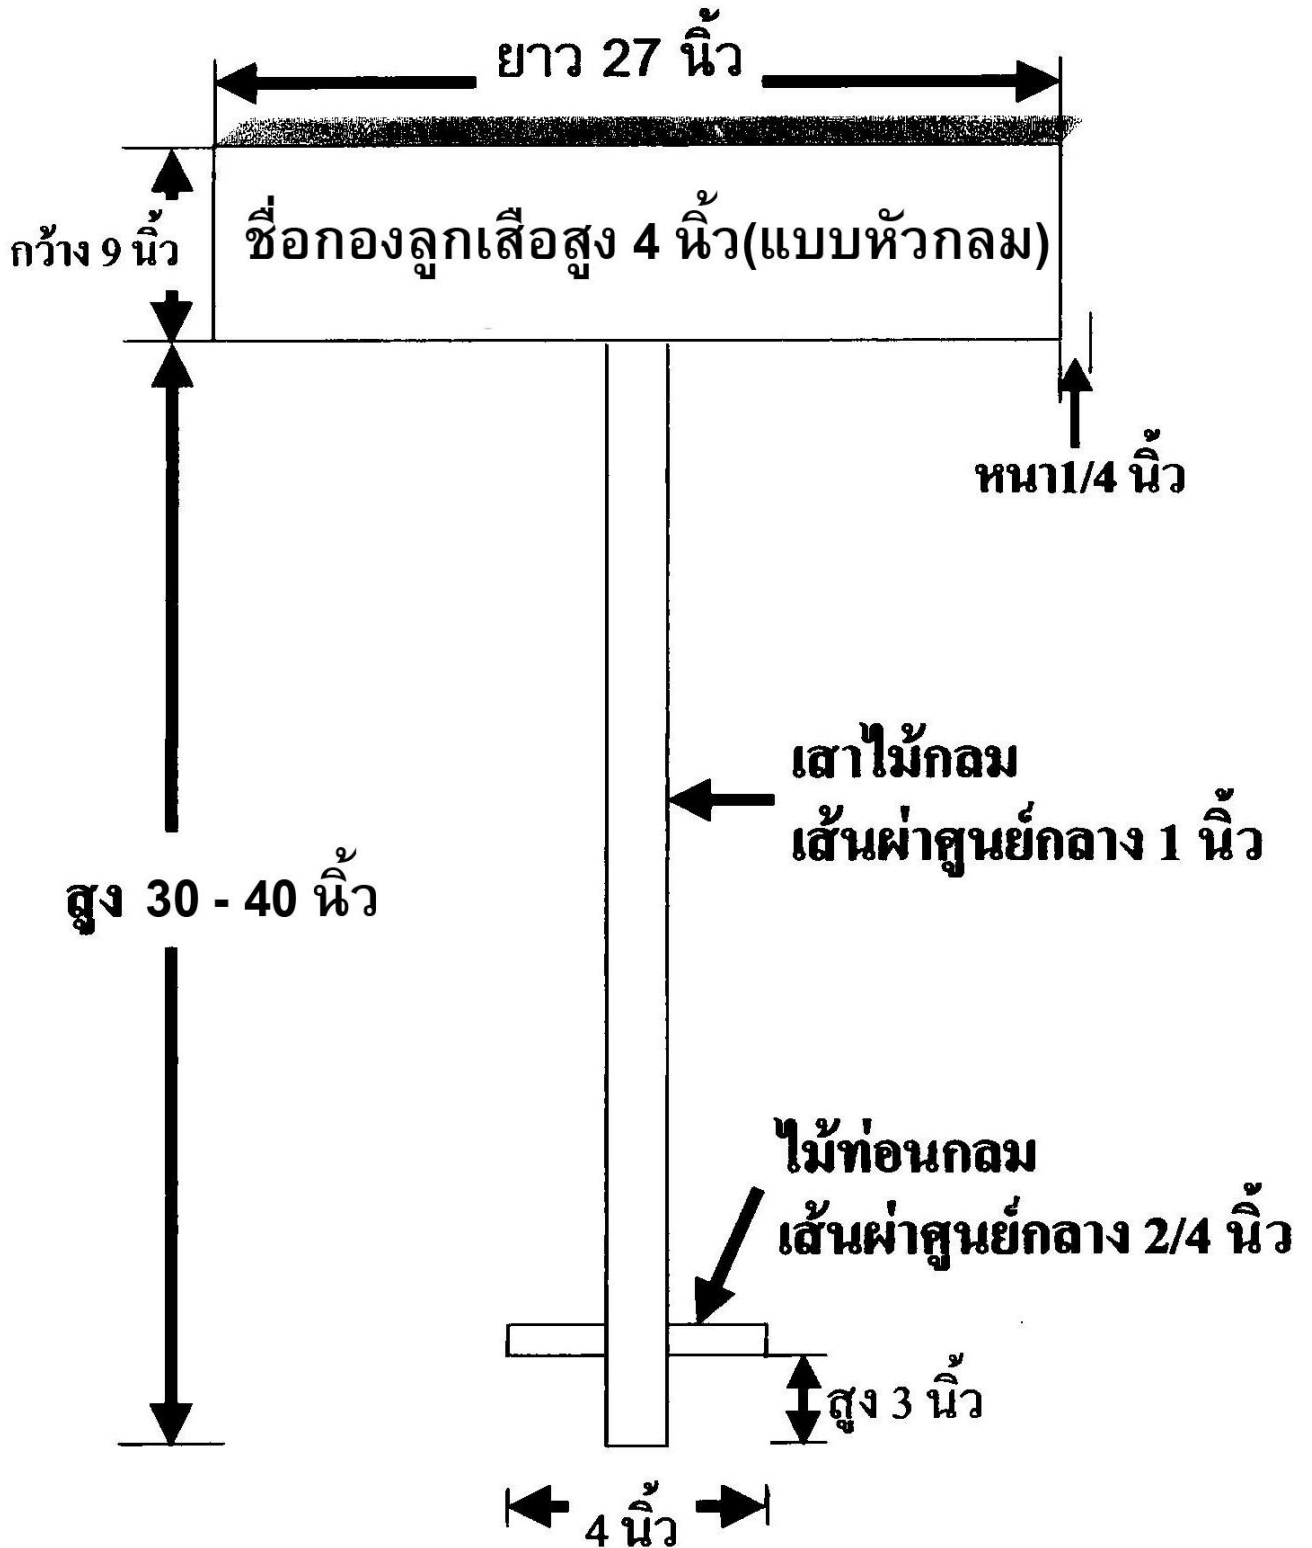 ยาว 27 นิ้ว
กว้าง 9 นิ้ว
ชื่อกองลูกเสือสูง 4 นิ้ว(แบบหัวกลม)
หนา1/4 นิ้ว
เสาไม้กลม
เส้นผ่าศูนย์กลาง 1 นิ้ว
สูง 30 - 40 นิ้ว
ไม้ท่อนกลม
เส้นผ่าศูนย์กลาง 2/4 นิ้ว
สูง 3 นิ้ว
4 นิ้ว